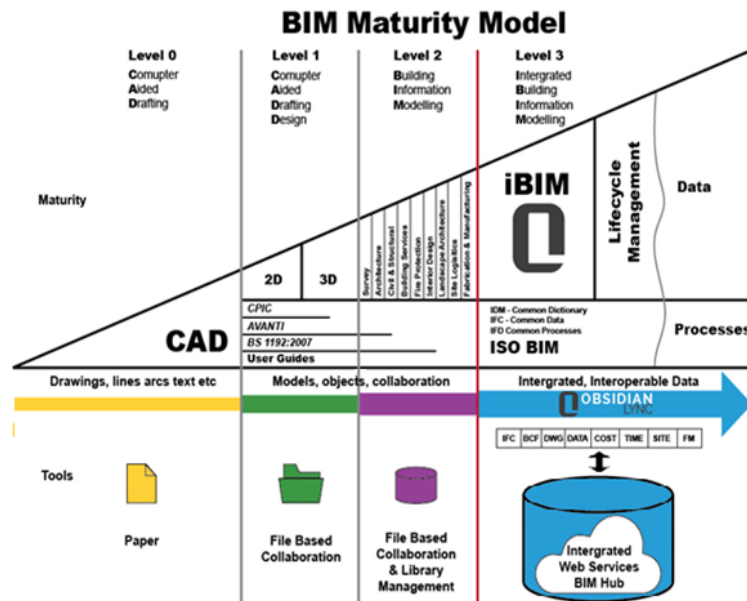 BIM Maturity Model
Level 0
Comupter
Aided
Drafting
Level 1
Comupter
Aided
Drafting
Design
Level 2
Building
Information
Modelling
Level 3
Intergrated
Building
Information
Modelling
Maturity
2D
3D
Survey
Architecture
Civil & Structural
Building Services
Fire Protection
Interior Design
Landscape Architecture
Site Logisitics
Fabrication & Manufacturing
iBIM
Lifecycle
Management
Data
CAD
CPIC
AVANTI
BS 1192:2007
User Guides
IDM - Common Dictionary
IFC - Common Data
IFD Common Processes
ISO BIM
Processes
Drawings, lines arcs text etc
Models, objects, collaboration
Intergrated, Interoperable Data
OBSIDIAN
LYNC
IFC BCF DWG DATA COST TIME SITE FM
Tools
Paper
File Based
Collaboration
File Based
Collaboration
& Library
Management
Intergrated
Web Services
BIM Hub